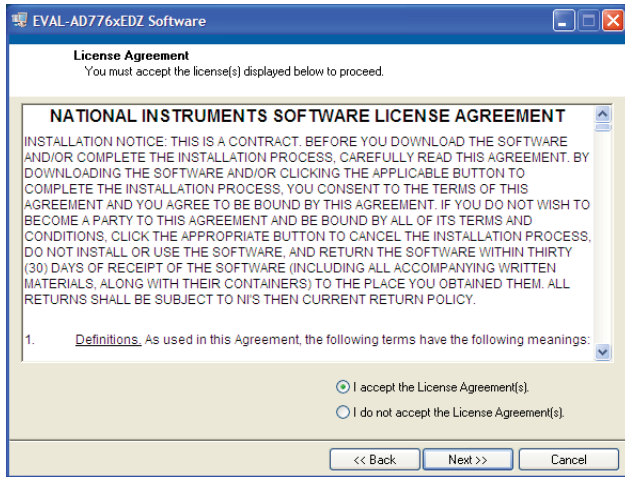 EVAL-AD776xEDZ Software
License Agreement
You must accept the license(s) displayed below to proceed.
NATIONAL INSTRUMENTS SOFTWARE LICENSE AGREEMENT
INSTALLATION NOTICE: THIS IS A CONTRACT. BEFORE YOU DOWNLOAD THE SOFTWARE
AND/OR COMPLETE THE INSTALLATION PROCESS, CAREFULLY READ THIS AGREEMENT. BY
DOWNLOADING THE SOFTWARE AND/OR CLICKING THE APPLICABLE BUTTON TO
COMPLETE THE INSTALLATION PROCESS, YOU CONSENT TO THE TERMS OF THIS
AGREEMENT AND YOU AGREE TO BE BOUND BY THIS AGREEMENT. IF YOU DO NOT WISH TO
BECOME A PARTY TO THIS AGREEMENT AND BE BOUND BY ALL OF ITS TERMS AND
CONDITIONS, CLICK THE APPROPRIATE BUTTON TO CANCEL THE INSTALLATION PROCESS,
DO NOT INSTALL OR USE THE SOFTWARE, AND RETURN THE SOFTWARE WITHIN THIRTY
(30) DAYS OF RECEIPT OF THE SOFTWARE (INCLUDING ALL ACCOMPANYING WRITTEN
MATERIALS, ALONG WITH THEIR CONTAINERS) TO THE PLACE YOU OBTAINED THEM. ALL
RETURNS SHALL BE SUBJECT TO NI'S THEN CURRENT RETURN POLICY.
1. Definitions. As used in this Agreement, the following terms have the following meanings:
I accept the License Agreement(s).
I do not accept the License Agreement(s).
<< Back Next >> Cancel